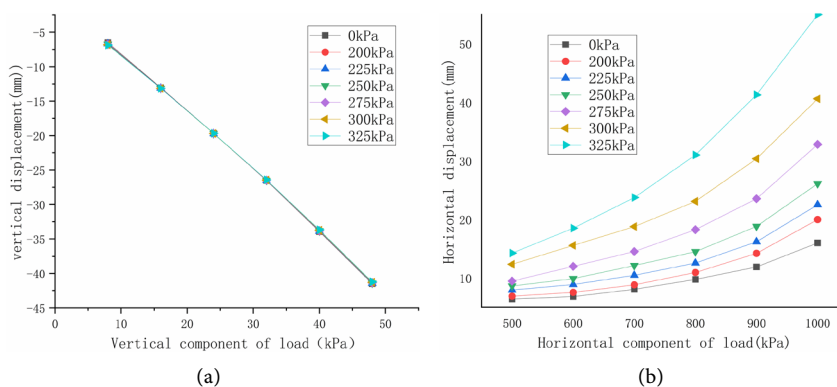 -5
-10
-15
-20
-25
-30
-35
-40
-45
0
10
20
30
40
50
vertical displacement(mm))
Vertical component of load (kPa)
0kPa
200kPa
225kPa
250kPa
275kPa
300kPa
325kPa
(a)
50
40
30
20
10
500
600
700
800
900
1000
Horizontal displacement(mm)
Horizontal component of load(kPa)
0kPa
200kPa
225kPa
250kPa
275kPa
300kPa
325kPa
(b)